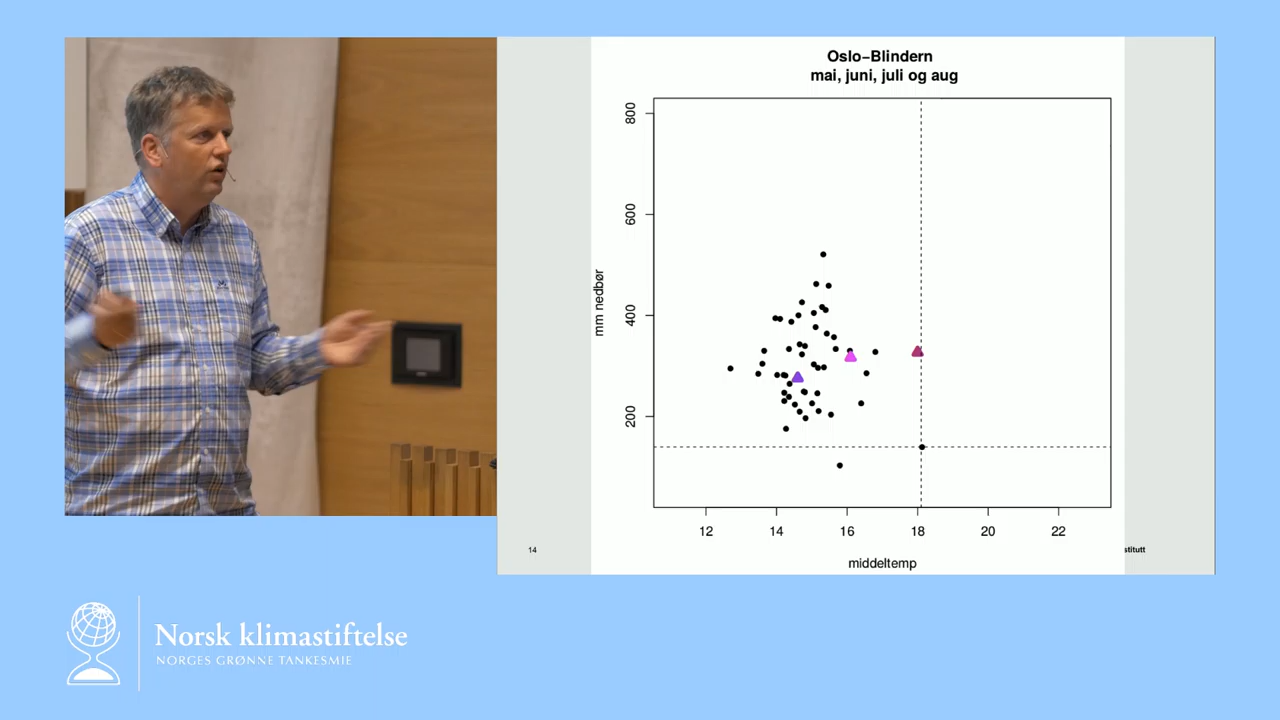 Oslo–Blindern
mai, juni, juli og aug
800
600
400
200
mm nedbør
12 14 16 18 20 22
middeltemp
14
stitutt
Norsk klimastiftelse
NORGES GRØNNE TANKESMIE